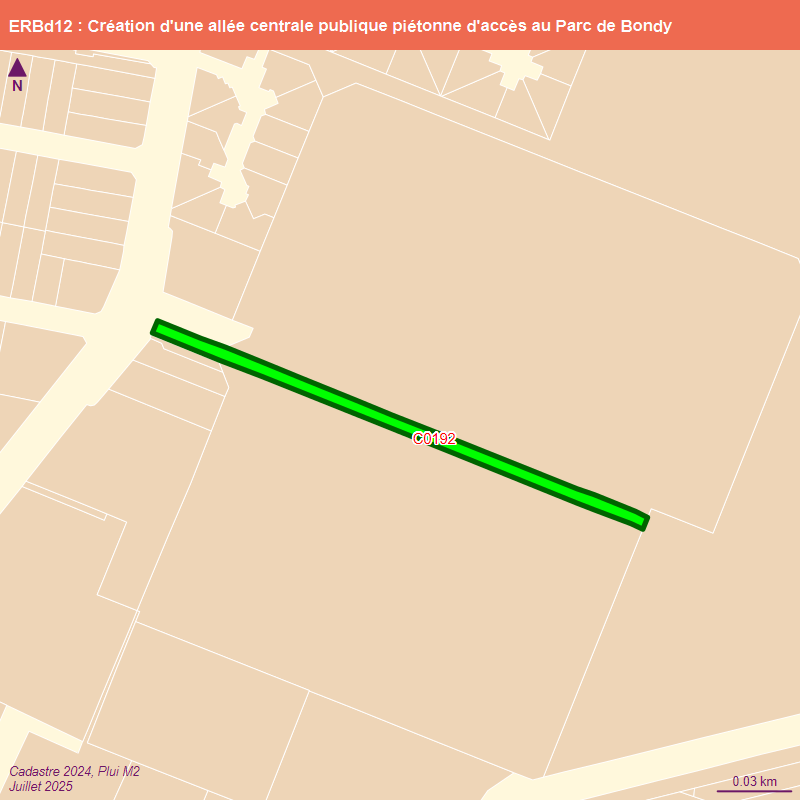 ERBd12 : Création d'une allée centrale publique piétonne d'accès au Parc de Bondy
N
C0192
Cadastre 2024, Plui M2
Juillet 2025
0.03 km